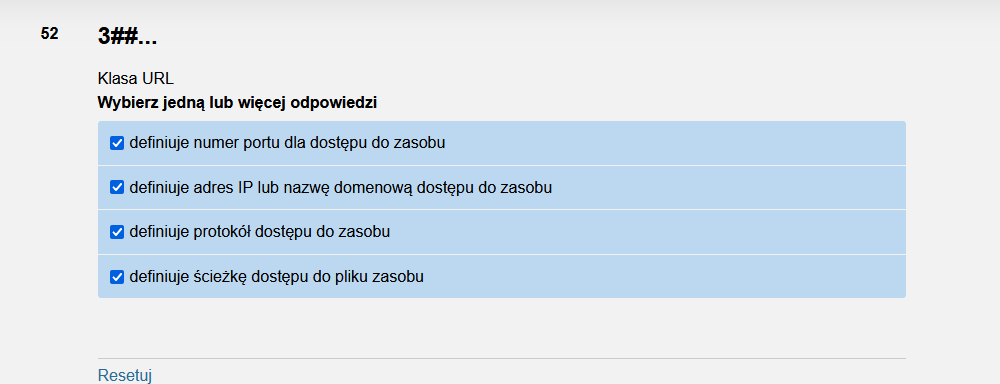 52
3##...
Klasa URL
Wybierz jedną lub więcej odpowiedzi
definiuje numer portu dla dostępu do zasobu
definiuje adres IP lub nazwę domenową dostępu do zasobu
definiuje protokół dostępu do zasobu
definiuje ścieżkę dostępu do pliku zasobu
Resetuj